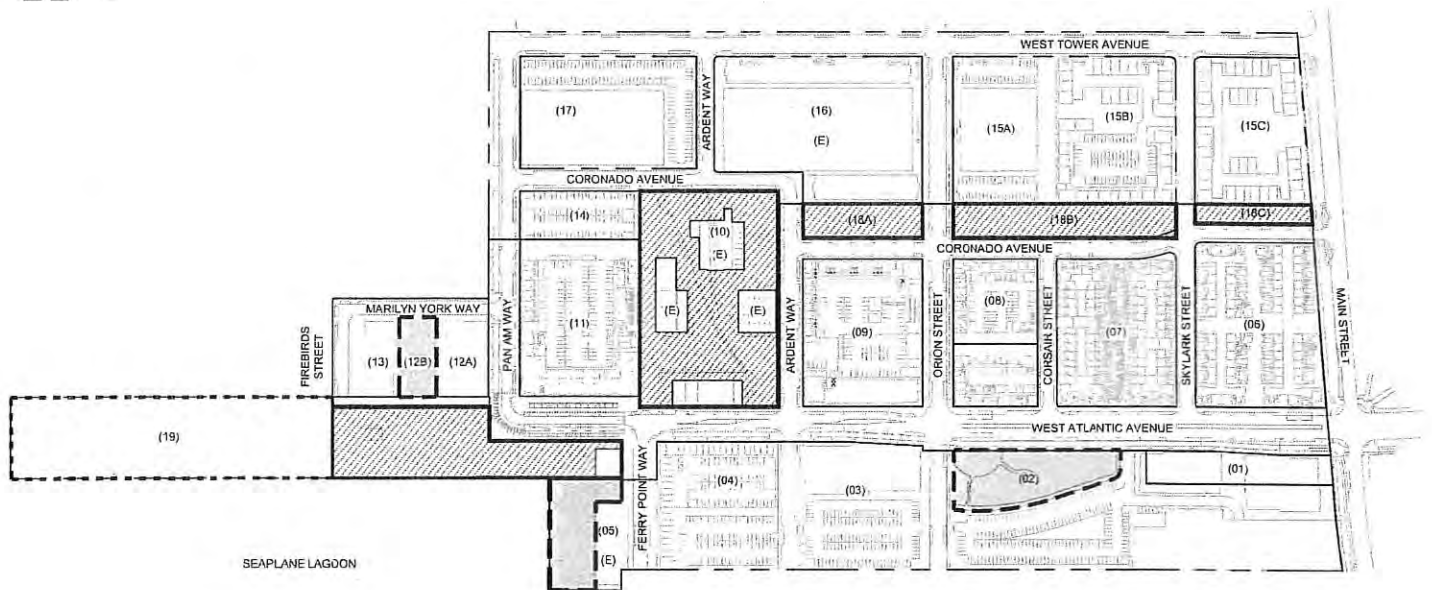 WEST TOWER AVENUE
ARDENT WAY
(17)
(16)
(E)
(15A)
(15B)
(15C)
CORONADO AVENUE
(14)
(10)
(E)
(18A)
(18B)
(18C)
CORONADO AVENUE
MARILYN YORK WAY
FIREBIRDS
STREET
(13)
(12B)
(12A)
PAN AM WAY
(11)
(E)
(E)
ARDENT WAY
(09)
ORION STREET
(08)
CORSAIR STREET
(07)
SKYLARK STREET
(06)
MAIN STREET
(19)
WEST ATLANTIC AVENUE
FERRY POINT WAY
(04)
(03)
(02)
(01)
(05)
(E)
SEAPLANE LAGOON